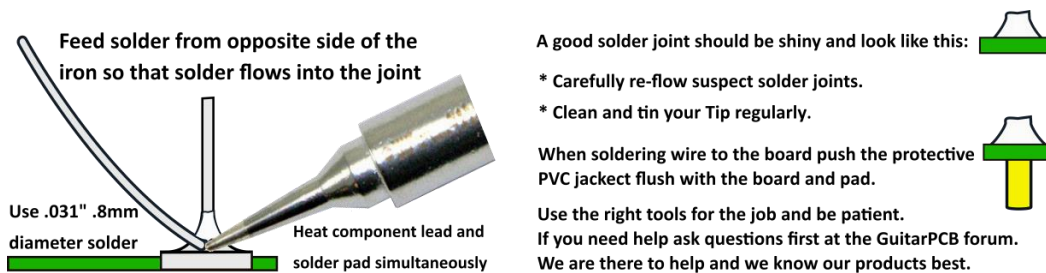 Feed solder from opposite side of the
iron so that solder flows into the joint
Use .031" .8mm
diameter solder
Heat component lead and
solder pad simultaneously
A good solder joint should be shiny and look like this:
* Carefully re-flow suspect solder joints.
* Clean and tin your Tip regularly.
When soldering wire to the board push the protective
PVC jackect flush with the board and pad.
Use the right tools for the job and be patient.
If you need help ask questions first at the GuitarPCB forum.
We are there to help and we know our products best.